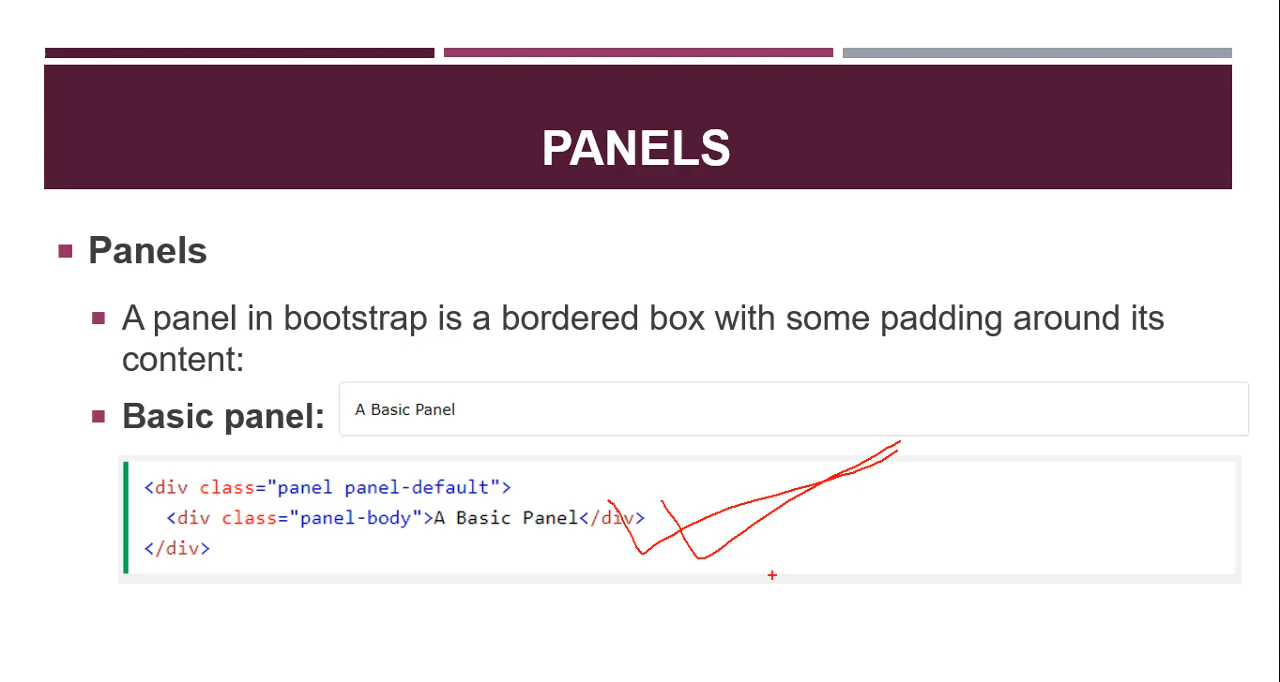 PANELS
Panels
A panel in bootstrap is a bordered box with some padding around its
content:
Basic panel:
A Basic Panel
<div class="panel panel-default">
<div class="panel-body">A Basic Panel</div>
</div>